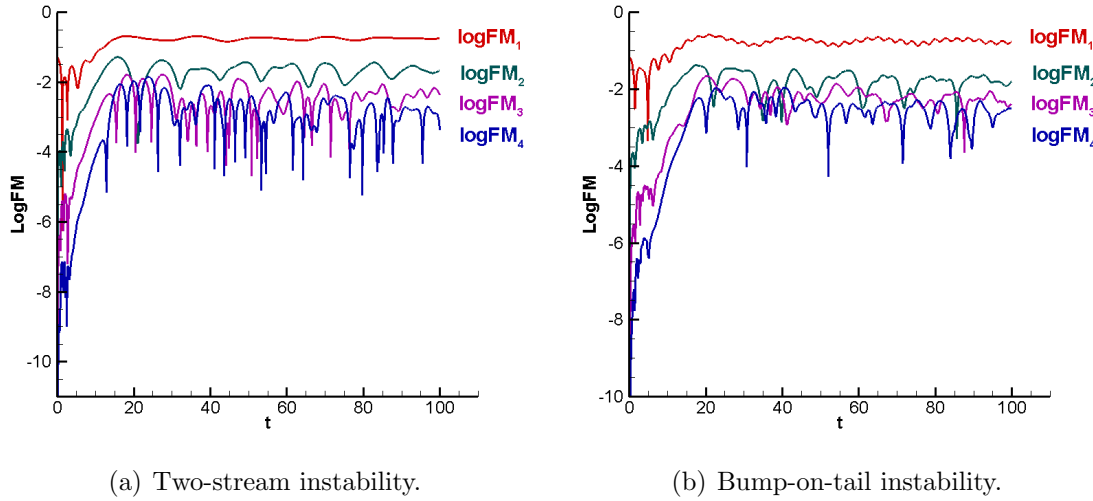 0
-2
-4
-6
-8
-10
LogFM
0 20 40 60 80 100
t
logFM1
logFM2
logFM3
logFM4
(a) Two-stream instability.
0
-2
-4
-6
-8
-10
LogFM
0 20 40 60 80 100
t
logFM1
logFM2
logFM3
logFM4
(b) Bump-on-tail instability.